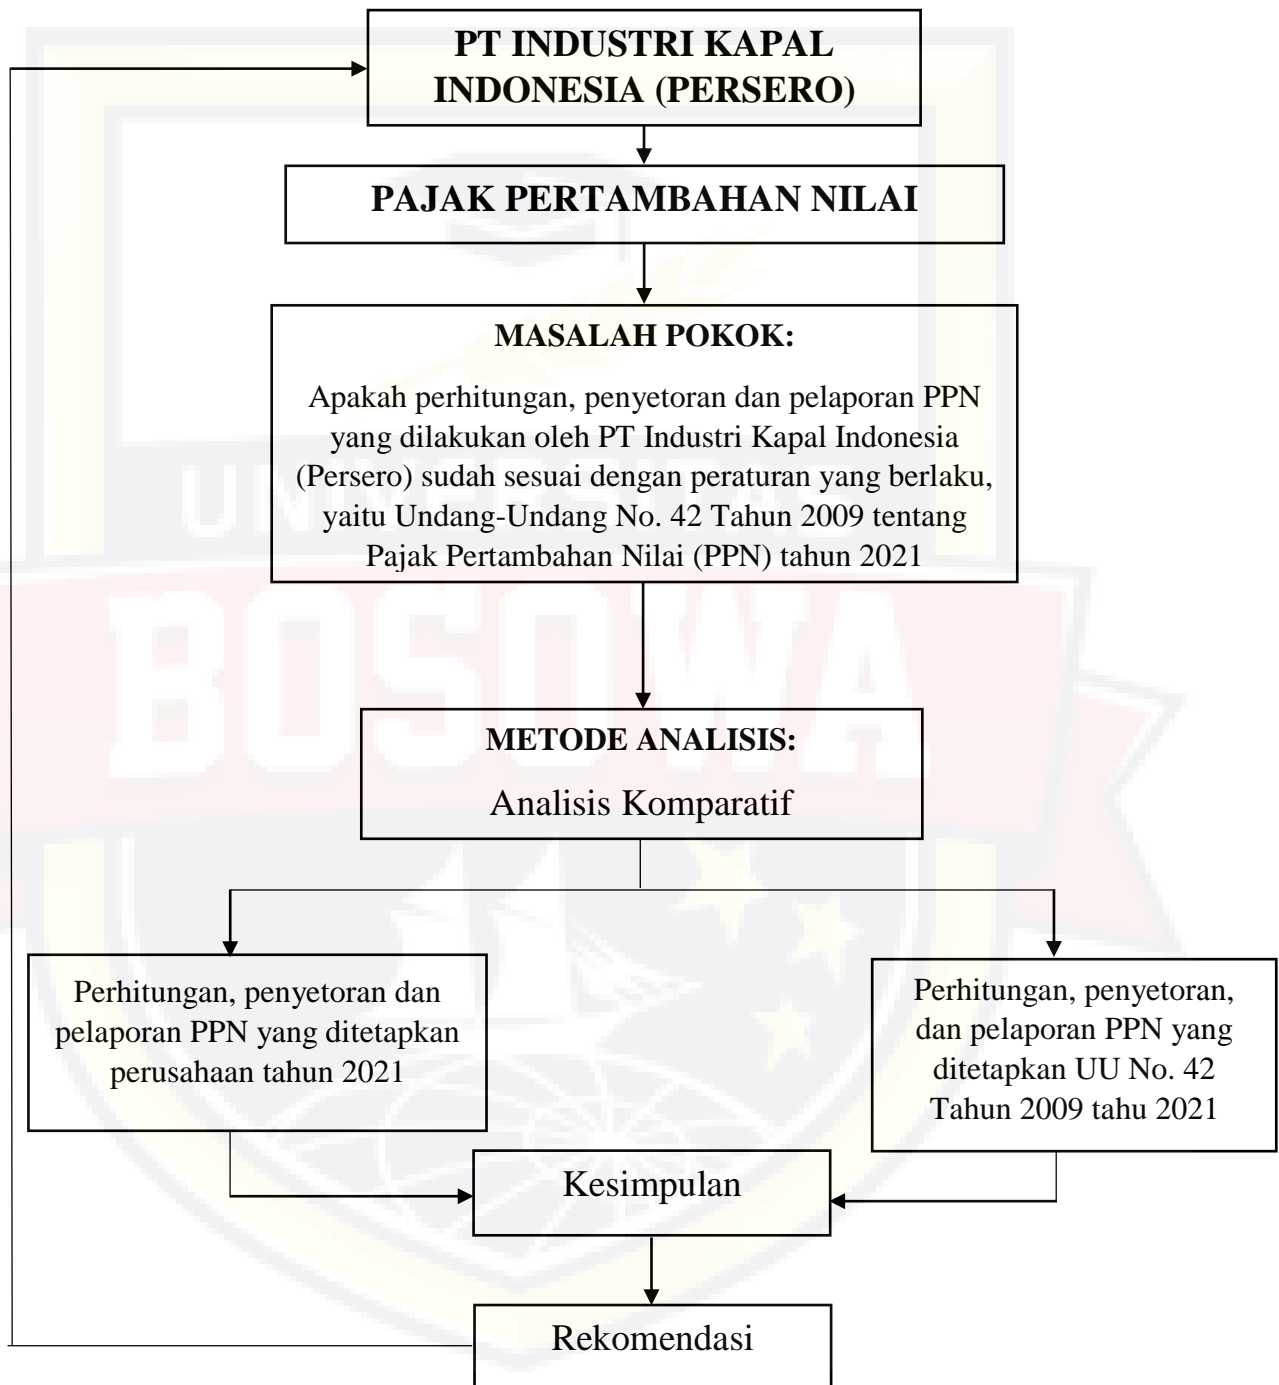 PT INDUSTRI KAPAL
INDONESIA (PERSERO)
PAJAK PERTAMBAHAN NILAI
MASALAH POKOK:
Apakah perhitungan, penyetoran dan pelaporan PPN
yang dilakukan oleh PT Industri Kapal Indonesia
(Persero) sudah sesuai dengan peraturan yang berlaku,
yaitu Undang-Undang No. 42 Tahun 2009 tentang
Pajak Pertambahan Nilai (PPN) tahun 2021
UNIVERSITAS
BOSOWA
METODE ANALISIS:
Analisis Komparatif
Perhitungan, penyetoran dan
pelaporan PPN yang ditetapkan
perusahaan tahun 2021
Perhitungan, penyetoran,
dan pelaporan PPN yang
ditetapkan UU No. 42
Tahun 2009 tahu 2021
Kesimpulan
Rekomendasi